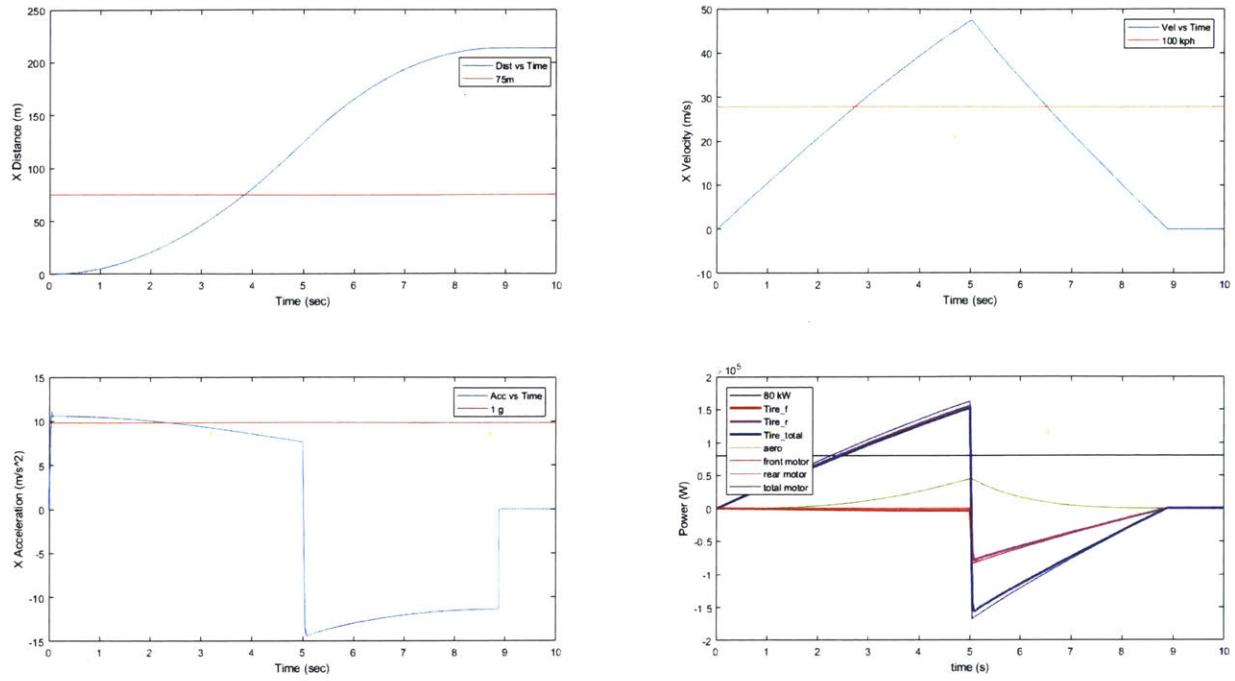 250
200
150
100
50
0
X Distance (m)
Dist vs Time
75m
0 1 2 3 4 5 6 7 8 9 10
Time (sec)
50
40
30
20
10
0
-10
X Velocity (m/s)
Vel vs Time
100 kph
0 1 2 3 4 5 6 7 8 9 10
Time (sec)
15
10
5
0
-5
-10
-15
X Acceleration (m/s^2)
Acc vs Time
1 g
0 1 2 3 4 5 6 7 8 9 10
Time (sec)
2 × 10^5
1.5
1
0.5
0
-0.5
-1
-1.5
-2
Power (W)
80 kW
Tire_f
Tire_r
Tire_total
aero
front motor
rear motor
total motor
0 1 2 3 4 5 6 7 8 9 10
time (s)